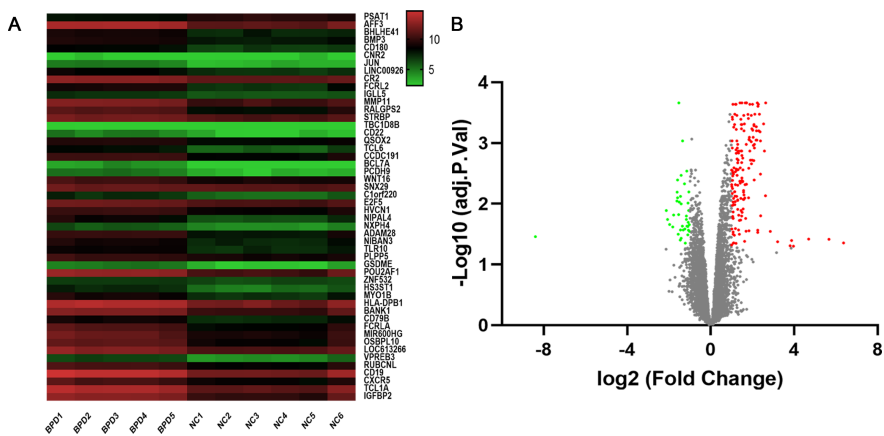 A
PSAT1
AFF3
BHLHE41
BMP3
CD180
CNR2
JUN
LINC00926
CR2
FCRL2
IGLL5
MMP11
RALGPS2
STRBP
TBC1D8B
CD22
QSOX2
TCL6
CCDC191
BCL7A
PCDH9
WNT16
SNX29
C1orf220
E2F5
HVCN1
NIPAL4
NXPH4
ADAM28
NIBAN3
TLR10
PLPP5
GSDME
POU2AF1
ZNF532
HS3ST1
MYO1B
HLA-DPB1
BANK1
CD79B
FCRLA
MIR600HG
OSBPL10
LOC613266
VPREB3
RUBCNL
CD19
CXCR5
TCL1A
IGFBP2
BPD1 BPD2 BPD3 BPD4 BPD5 NC1 NC2 NC3 NC4 NC5 NC6
10
5
B
4
3
2
1
0
-Log10 (adj.P.Val)
-8 -4 0 4 8
log2 (Fold Change)